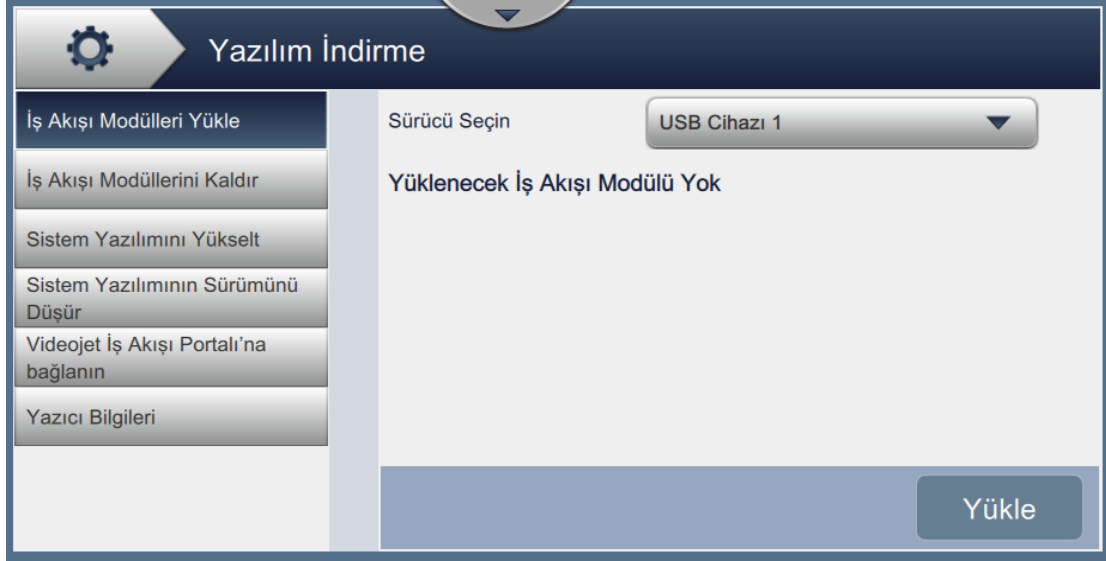 Yazılım İndirme
İş Akışı Modülleri Yükle
İş Akışı Modüllerini Kaldır
Sistem Yazılımını Yükselt
Sistem Yazılımının Sürümünü
Düşür
Videojet İş Akışı Portalı’na
bağlanın
Yazıcı Bilgileri
Sürücü Seçin
USB Cihazı 1
Yüklenecek İş Akışı Modülü Yok
Yükle